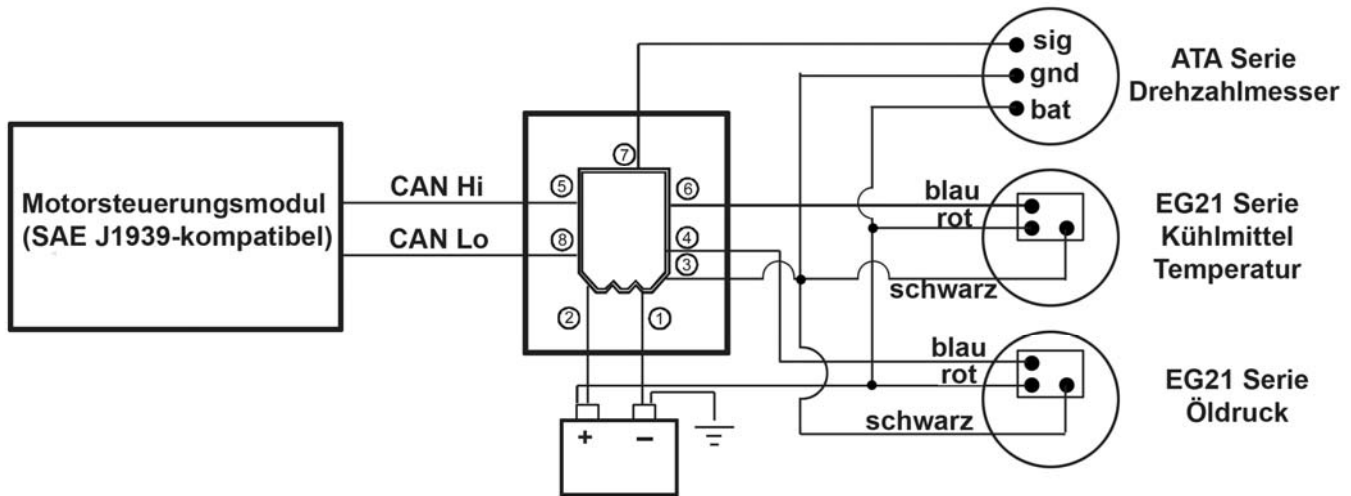 Motorsteuerungsmodul
(SAE J1939-kompatibel)
CAN Hi
CAN Lo
⑦
⑤
⑧
⑥
④
③
②
①
+
−
sig
gnd
bat
ATA Serie
Drehzahlmesser
blau
rot
schwarz
EG21 Serie
Kühlmittel
Temperatur
blau
rot
schwarz
EG21 Serie
Öldruck